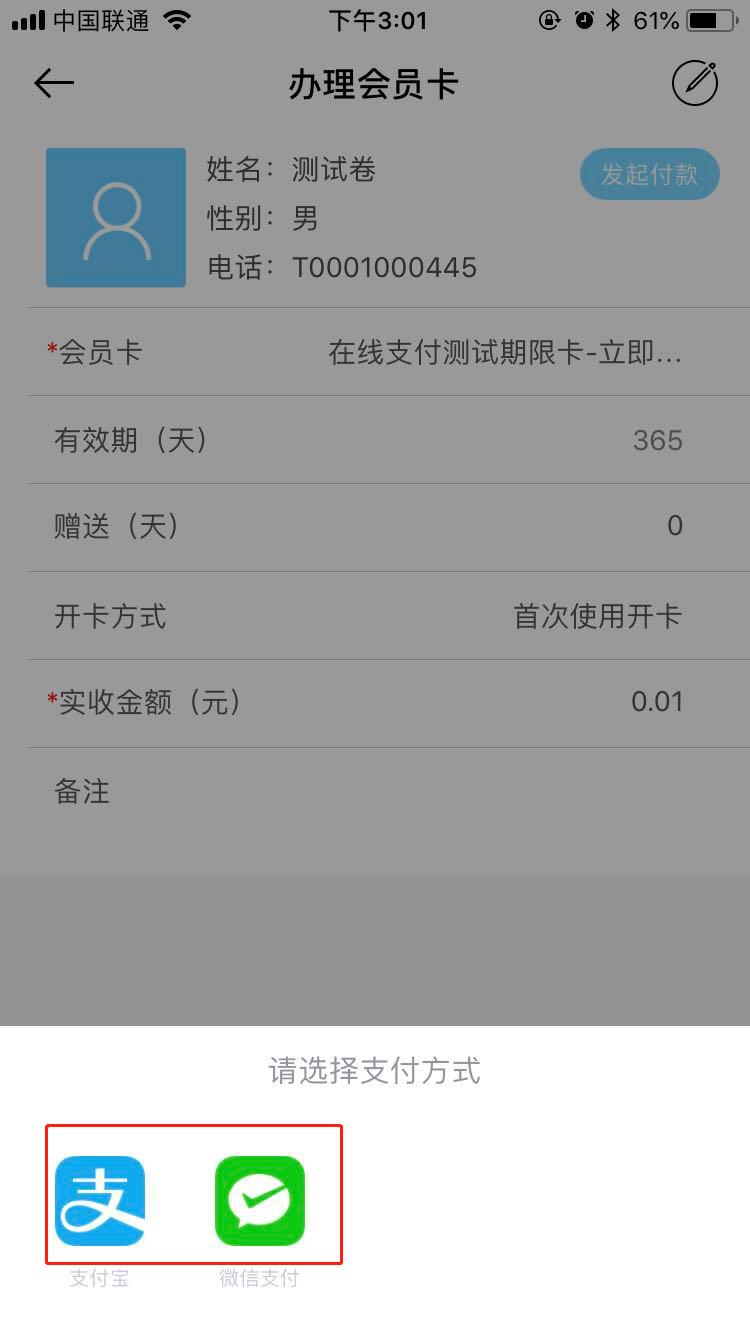 中国联通 下午3:01 61%
办理会员卡
姓名：测试卷 发起付款
性别：男
电话：T0001000445
*会员卡 在线支付测试期限卡-立即...
有效期（天） 365
赠送（天） 0
开卡方式 首次使用开卡
*实收金额（元） 0.01
备注
请选择支付方式
支
支付宝 微信支付